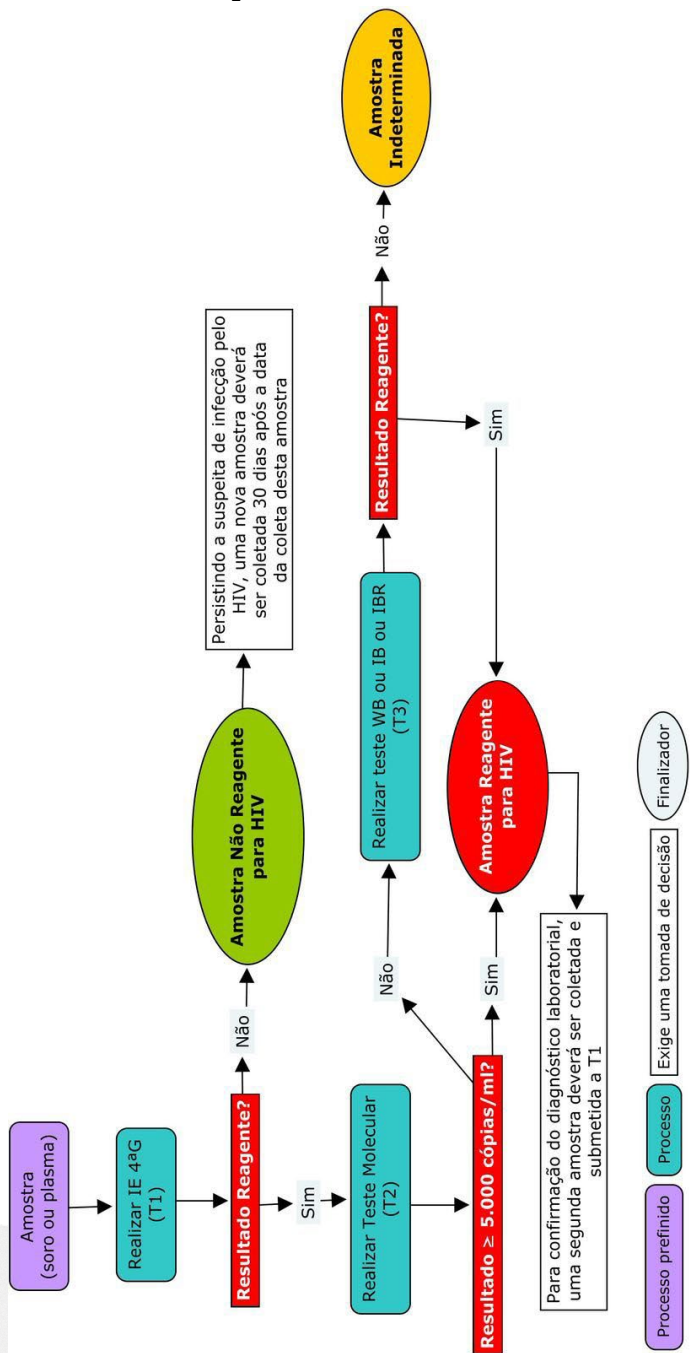 Amostra
(soro ou plasma)
Realizar IE 4ªG
(T1)
Resultado Reagente?
Não
Amostra Não Reagente
para HIV
Persistindo a suspeita de infecção pelo
HIV, uma nova amostra deverá
ser coletada 30 dias após a data
da coleta desta amostra
Sim
Realizar Teste Molecular
(T2)
Resultado ≥ 5.000 cópias/ml?
Não
Realizar teste WB ou IB ou IBR
(T3)
Resultado Reagente?
Não
Amostra
Indeterminada
Sim
Sim
Amostra Reagente
para HIV
Para confirmação do diagnóstico laboratorial,
uma segunda amostra deverá ser coletada e
submetida a T1
Processo prefinido
Processo
Exige uma tomada de decisão
Finalizador